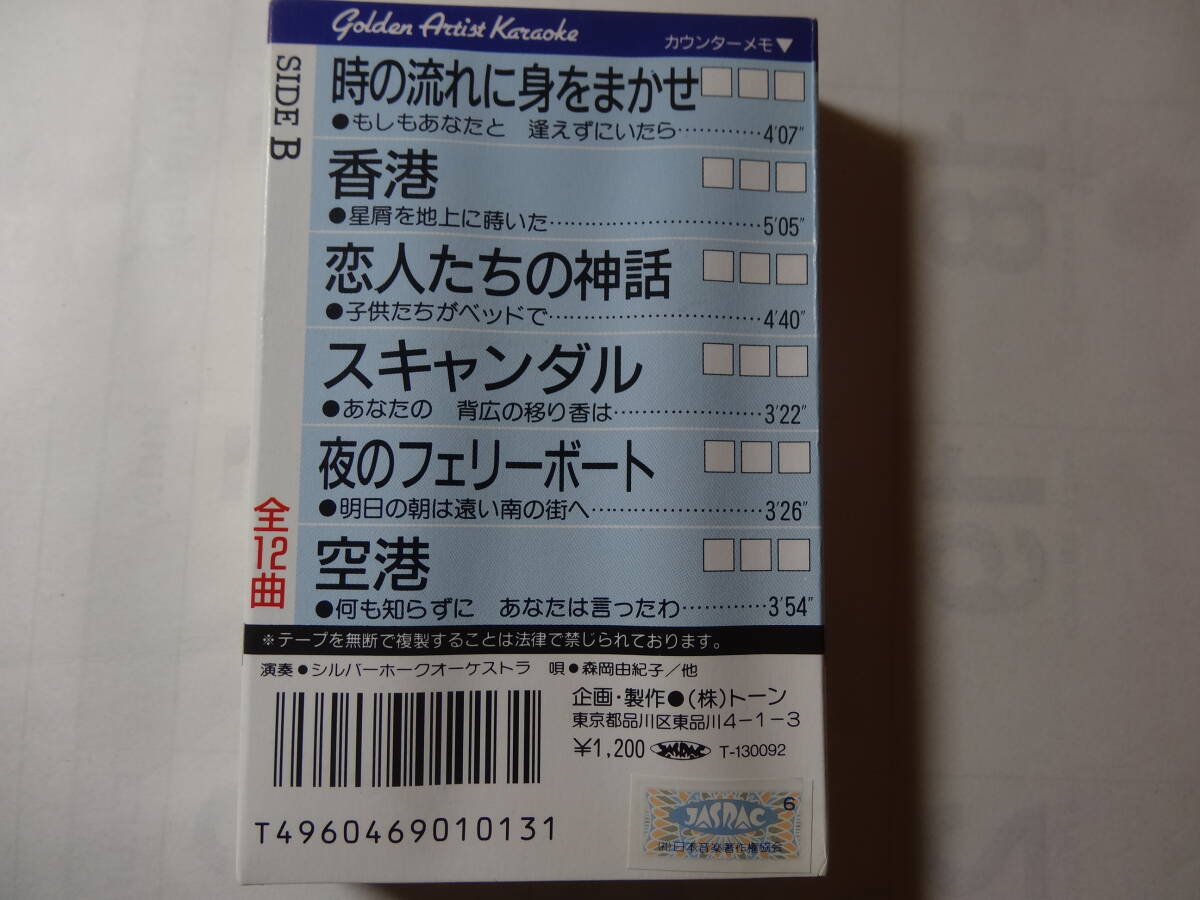 Golden Artist Karaoke
カウンターメモ▼
SIDE B
時の流れに身をまかせ
●もしもあなたと 逢えずにいたら…………4′07″
香港
●星屑を地上に蒔いた…………………………5′05″
恋人たちの神話
●子供たちがベッドで…………………………4′40″
スキャンダル
●あなたの 背広の移り香は…………………3′22″
夜のフェリーボート
●明日の朝は遠い南の街へ……………………3′26″
空港
●何も知らずに あなたは言ったわ…………3′54″
全12曲
※テープを無断で複製することは法律で禁じられております。
演奏●シルバーホークオーケストラ 唄●森岡由紀子/他
企画・製作●(株)トーン
東京都品川区東品川4-1-3
¥1,200 JASRAC T-130092
T4960469010131
6
JASRAC
(社)日本音楽著作権協会